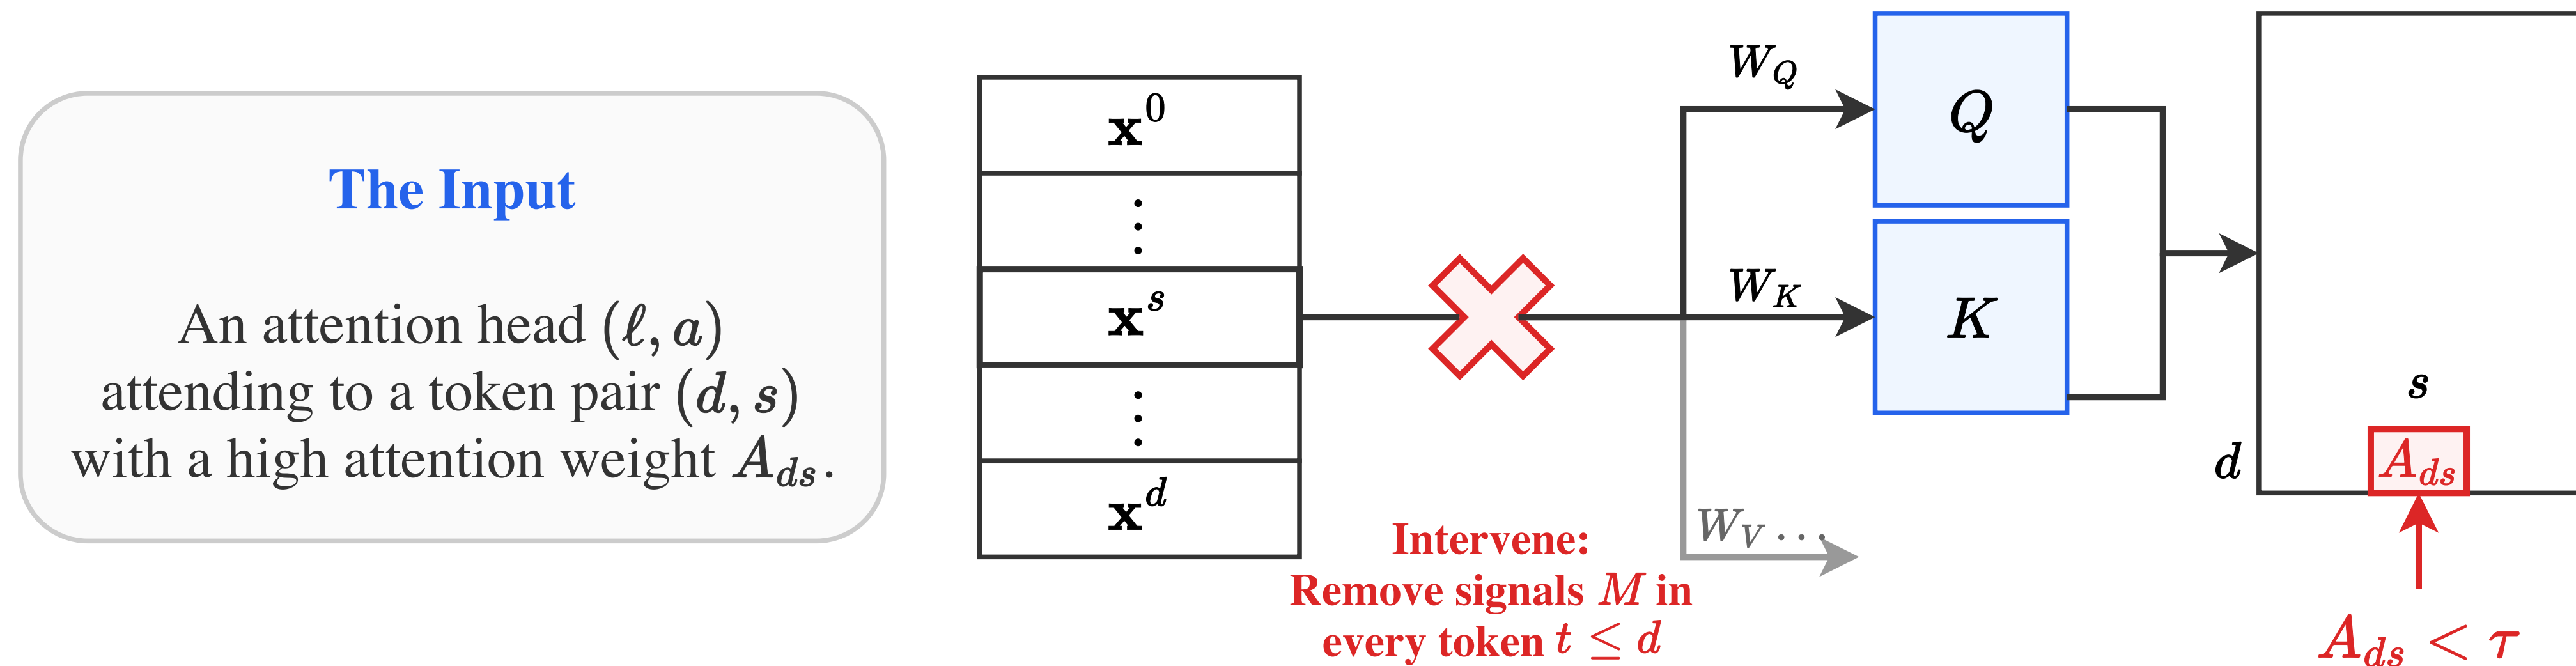 The Input
An attention head (ℓ, a)
attending to a token pair (d, s)
with a high attention weight A_ds.
x^0
⋮
x^s
⋮
x^d
Intervene:
Remove signals M in
every token t ≤ d
W_Q
W_K
W_V ...
Q
K
s
d
A_ds
A_ds < τ